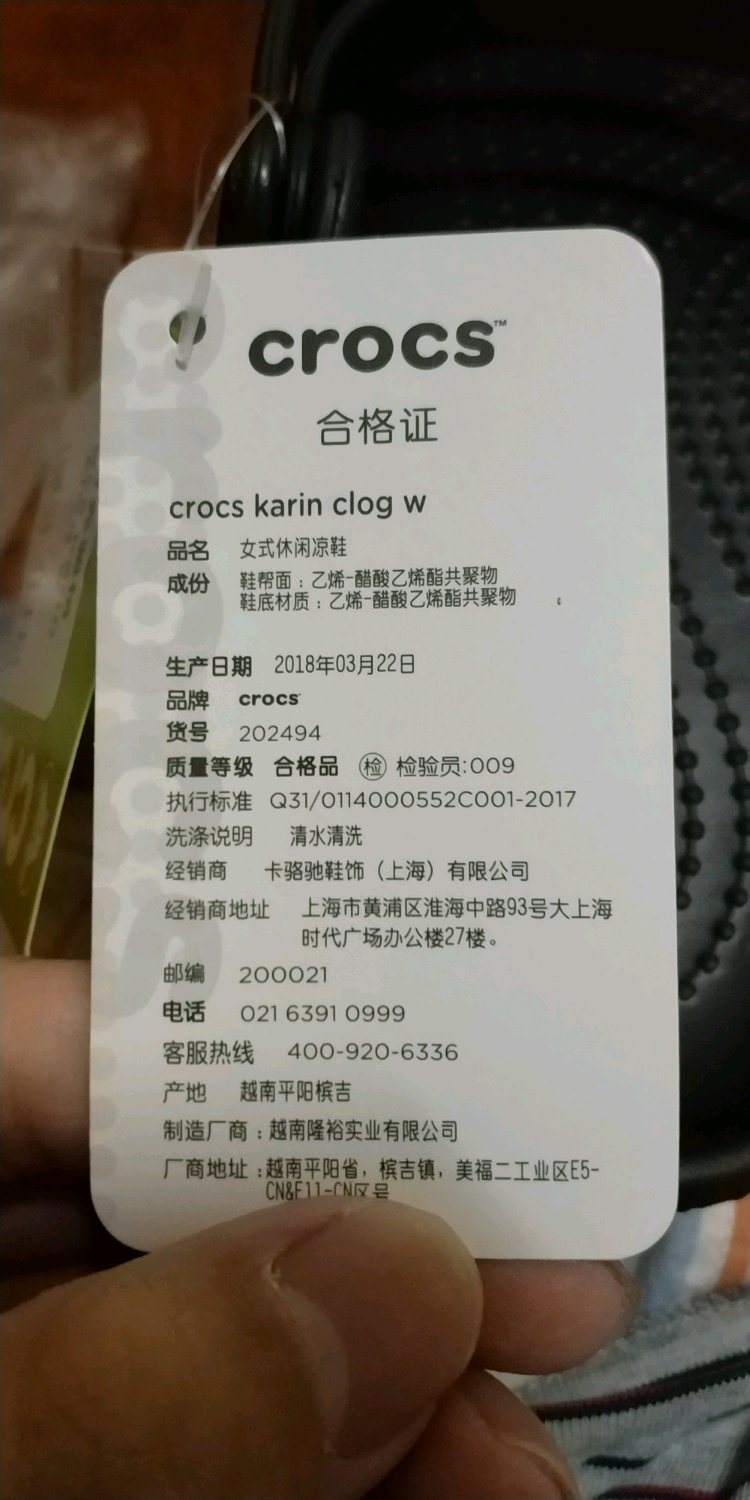 crocs™
合格证
crocs karin clog w
品名 女式休闲凉鞋
成份 鞋帮面：乙烯-醋酸乙烯酯共聚物
鞋底材质：乙烯-醋酸乙烯酯共聚物
生产日期 2018年03月22日
品牌 crocs
货号 202494
质量等级 合格品 检 检验员:009
执行标准 Q31/0114000552C001-2017
洗涤说明 清水清洗
经销商 卡骆驰鞋饰（上海）有限公司
经销商地址 上海市黄浦区淮海中路93号大上海
时代广场办公楼27楼。
邮编 200021
电话 021 6391 0999
客服热线 400-920-6336
产地 越南平阳槟吉
制造厂商：越南隆裕实业有限公司
厂商地址：越南平阳省，槟吉镇，美福二工业区E5-
CN&E11-CN区号